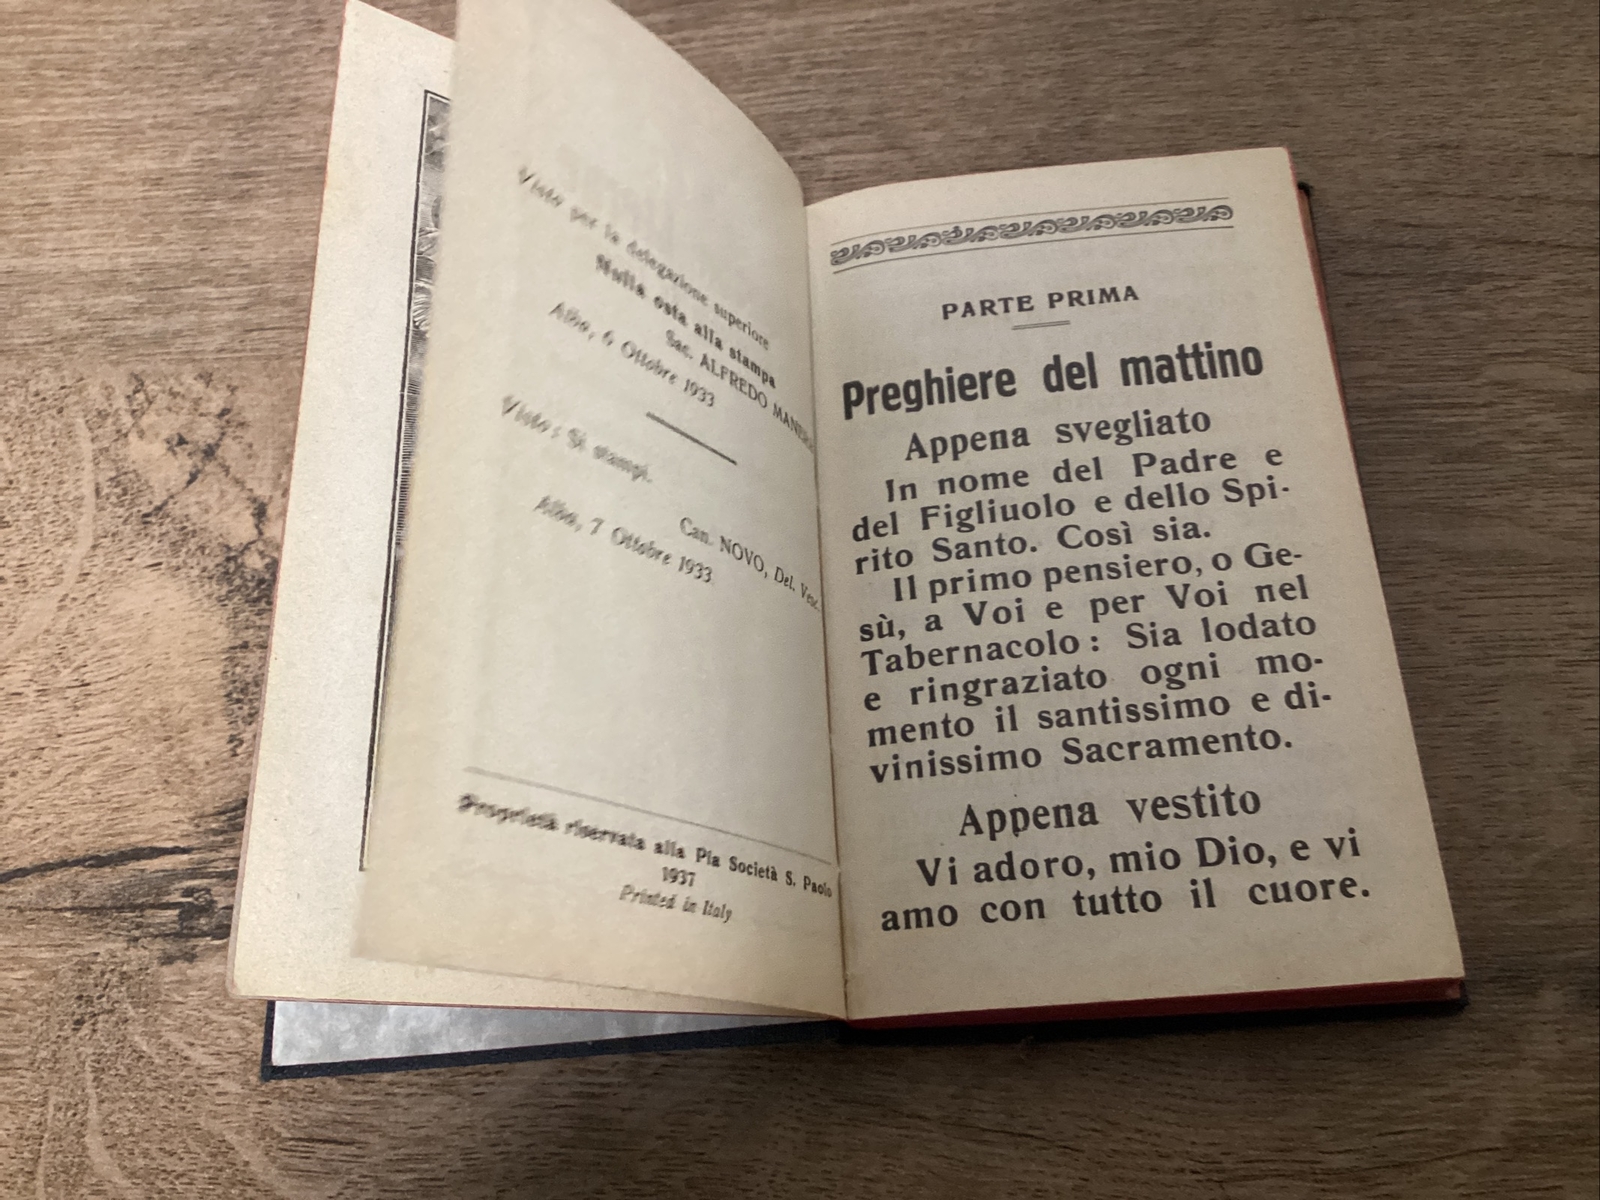 Visto per la delegazione superiore
Nulla osta alla stampa
Sac. ALFREDO
Alba, 6 Ottobre 1933
Visto: Si stampi.
Can. NOVO, Del. Vesc.
Alba, 7 Ottobre 1933
Proprietà riservata alla Pia Società S. Paolo
1937
Printed in Italy
PARTE PRIMA
Preghiere del mattino
Appena svegliato
In nome del Padre e
del Figliuolo e dello Spi-
rito Santo. Così sia.
Il primo pensiero, o Ge-
sù, a Voi e per Voi nel
Tabernacolo: Sia lodato
e ringraziato ogni mo-
mento il santissimo e di-
vinissimo Sacramento.
Appena vestito
Vi adoro, mio Dio, e vi
amo con tutto il cuore.